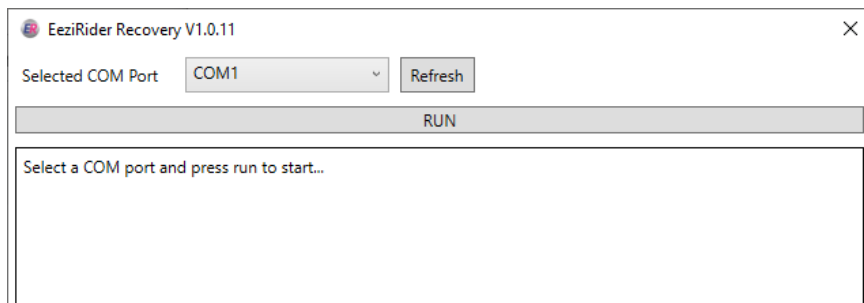 EeziRider Recovery V1.0.11
Selected COM Port COM1 Refresh
RUN
Select a COM port and press run to start...